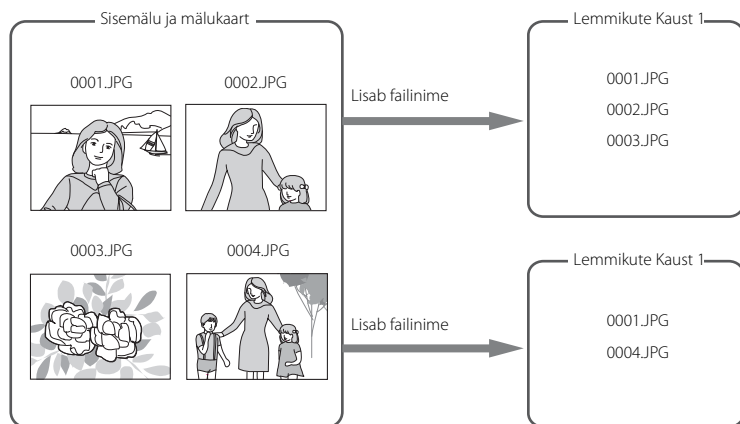 Sisemälu ja mälukaart
0001.JPG
0002.JPG
0003.JPG
0004.JPG
Lisab failinime
Lemmikute Kaust 1
0001.JPG
0002.JPG
0003.JPG
Lisab failinime
Lemmikute Kaust 1
0001.JPG
0004.JPG